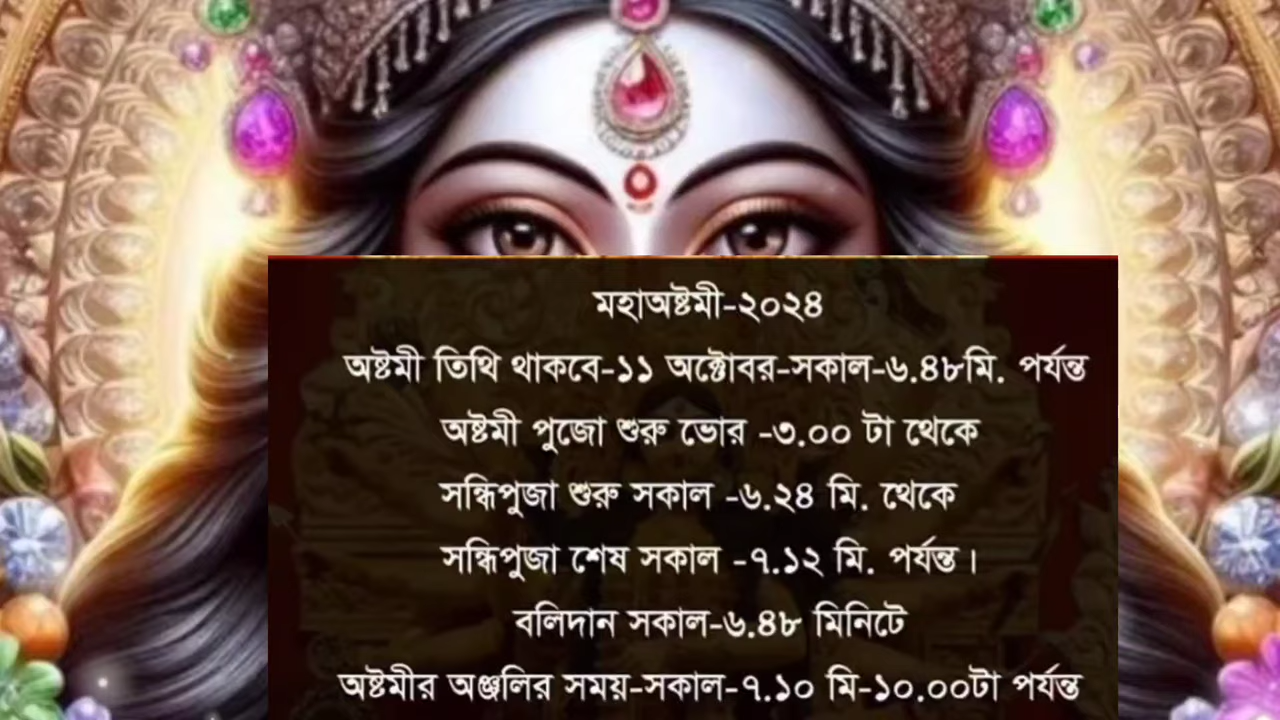 মহাঅষ্টমী-২০২৪
অষ্টমী তিথি থাকবে-১১ অক্টোবর-সকাল-৬.৪৮মি. পর্যন্ত
অষ্টমী পুজো শুরু ভোর -৩.০০ টা থেকে
সন্ধিপুজা শুরু সকাল -৬.২৪ মি. থেকে
সন্ধিপুজা শেষ সকাল -৭.১২ মি. পর্যন্ত।
বলিদান সকাল-৬.৪৮ মিনিটে
অষ্টমীর অঞ্জলির সময়-সকাল-৭.১০ মি-১০.০০টা পর্যন্ত